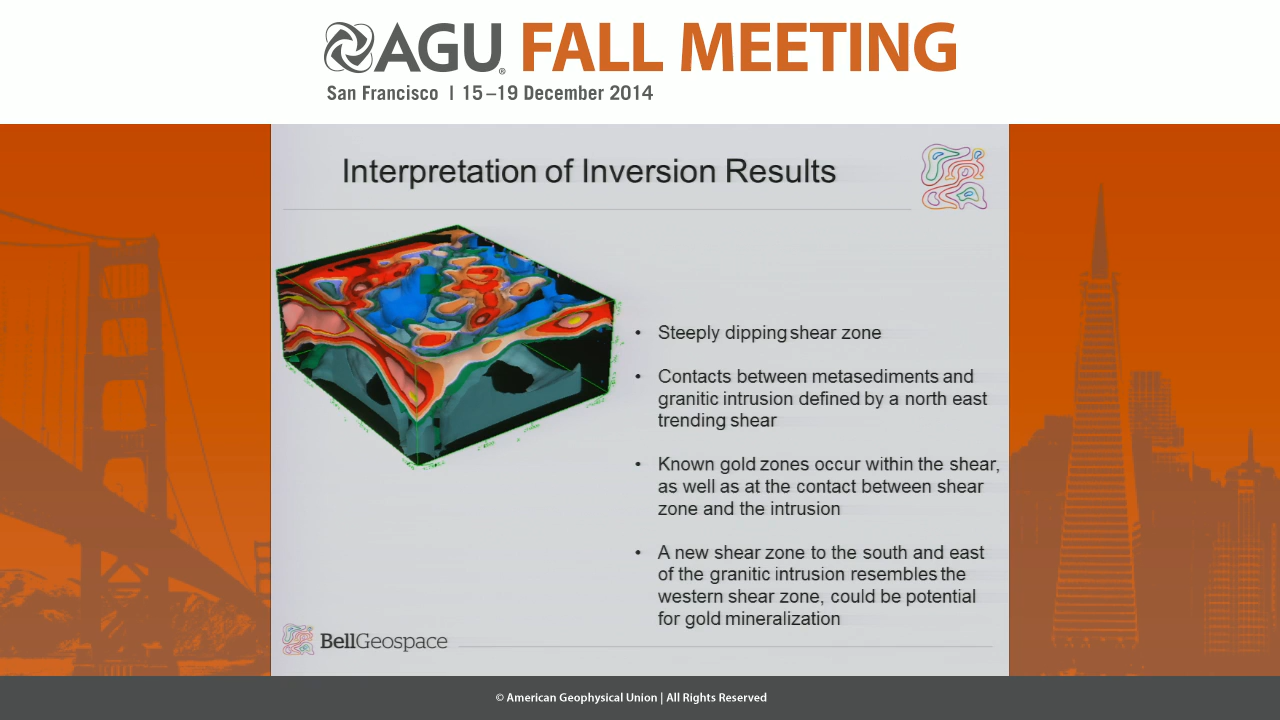 AGU® FALL MEETING
San Francisco | 15–19 December 2014
Interpretation of Inversion Results
• Steeply dipping shear zone
• Contacts between metasediments and
granitic intrusion defined by a north east
trending shear
• Known gold zones occur within the shear,
as well as at the contact between shear
zone and the intrusion
• A new shear zone to the south and east
of the granitic intrusion resembles the
western shear zone, could be potential
for gold mineralization
BellGeospace
© American Geophysical Union | All Rights Reserved